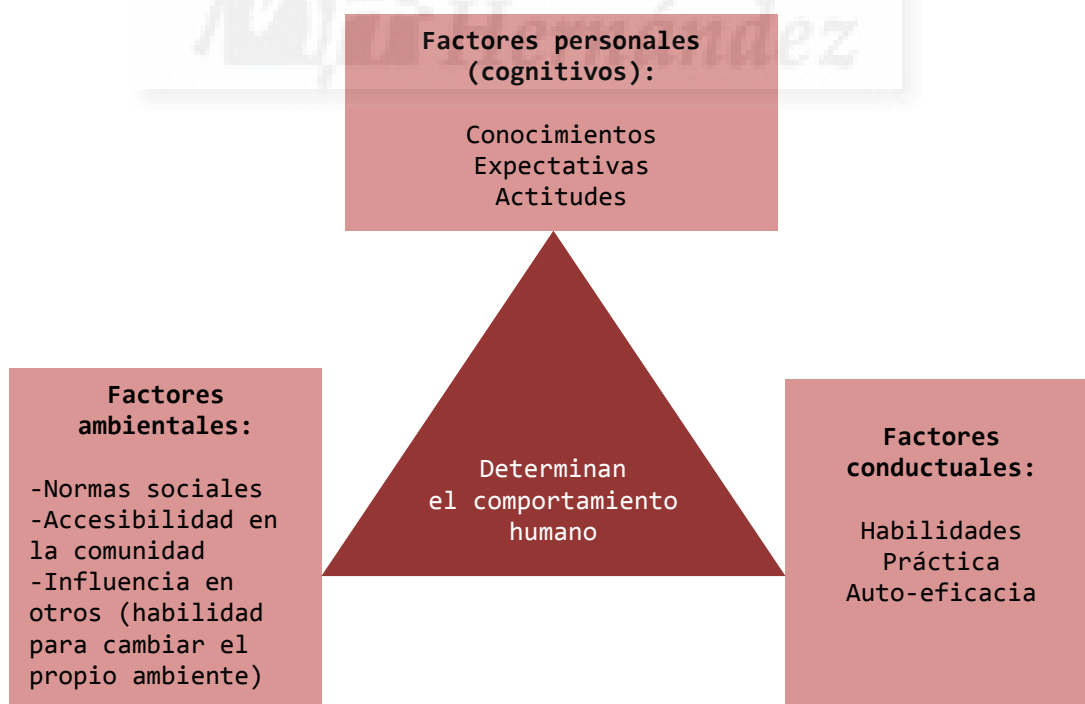 Hernández
Factores personales
(cognitivos):
Conocimientos
Expectativas
Actitudes
Factores
ambientales:
-Normas sociales
-Accesibilidad en
la comunidad
-Influencia en
otros (habilidad
para cambiar el
propio ambiente)
Determinan
el comportamiento
humano
Factores
conductuales:
Habilidades
Práctica
Auto-eficacia